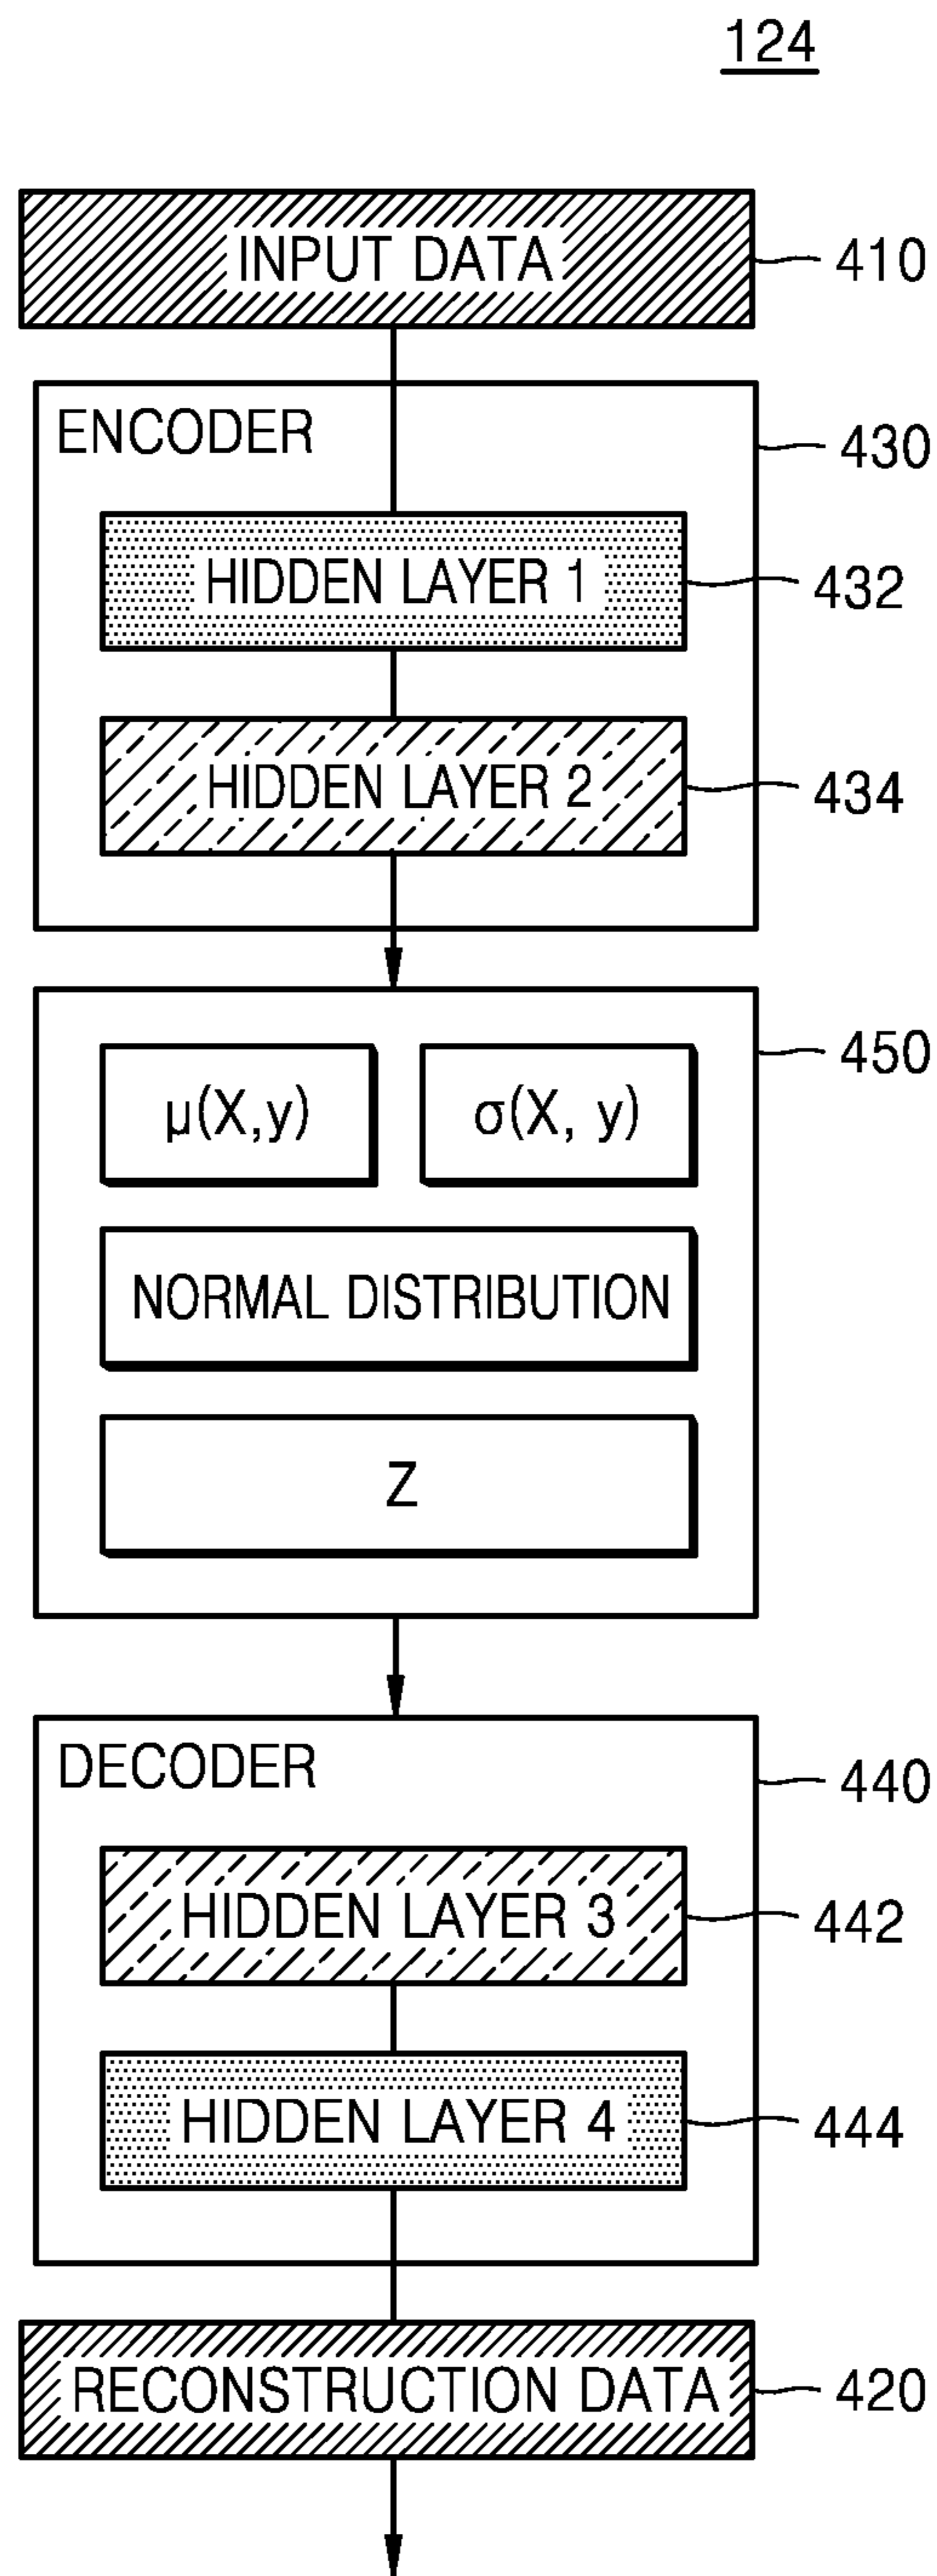 124
INPUT DATA
410
ENCODER
430
HIDDEN LAYER 1
432
HIDDEN LAYER 2
434
450
μ(X,y)
σ(X, y)
NORMAL DISTRIBUTION
Z
DECODER
440
HIDDEN LAYER 3
442
HIDDEN LAYER 4
444
RECONSTRUCTION DATA
420